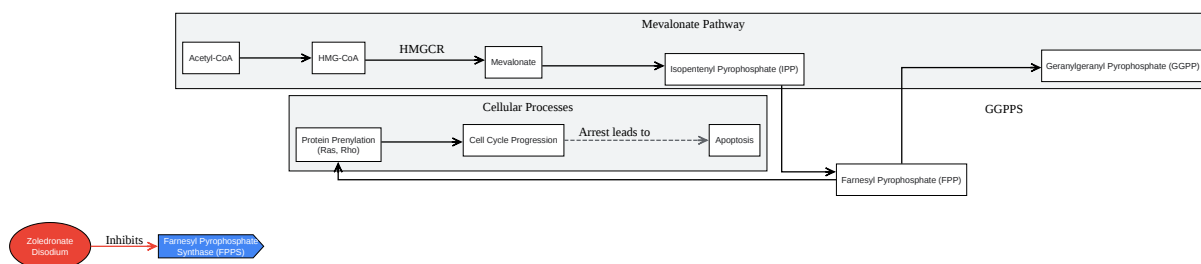 Mevalonate Pathway
Acetyl-CoA
HMG-CoA
HMGCR
Mevalonate
Isopentenyl Pyrophosphate (IPP)
Geranylgeranyl Pyrophosphate (GGPP)
GGPPS
Cellular Processes
Protein Prenylation
(Ras, Rho)
Cell Cycle Progression
Arrest leads to
Apoptosis
Farnesyl Pyrophosphate (FPP)
Zoledronate
Disodium
Inhibits
Farnesyl Pyrophosphate
Synthase (FPPS)